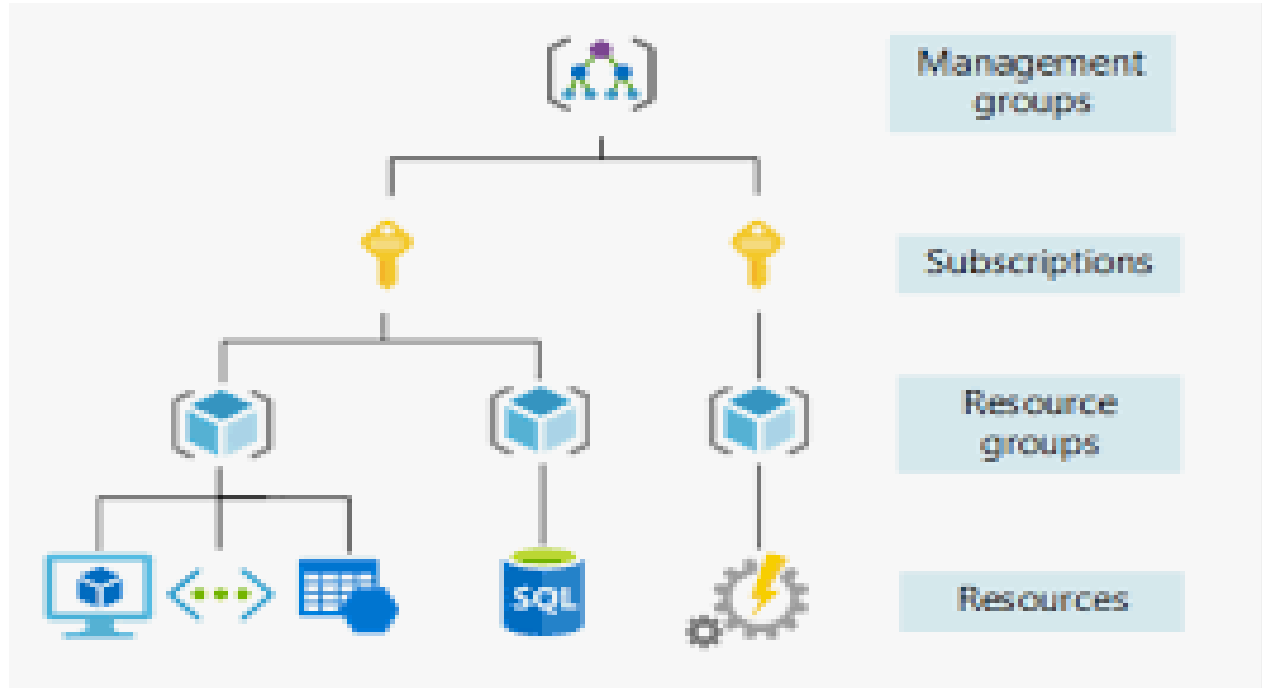 Management
groups
Subscriptions
Resource
groups
SQL
Resources